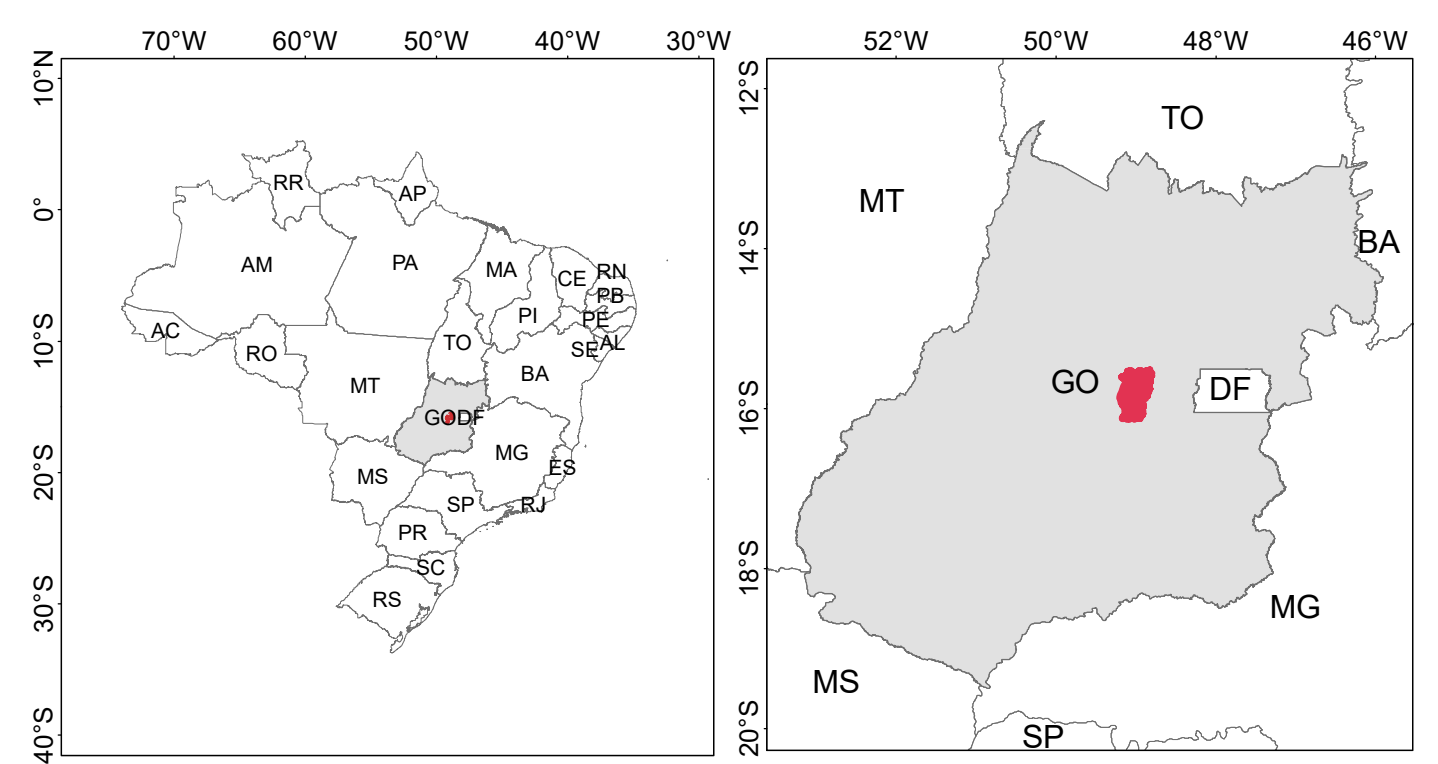 70°W 60°W 50°W 40°W 30°W
10°N
0°
10°S
20°S
30°S
40°S
RR
AP
AM
PA
MA
CE
RN
PB
PI
PE
AC
TO
AL
SE
RO
BA
MT
GO
DF
MG
ES
MS
SP
RJ
PR
SC
RS
52°W 50°W 48°W 46°W
12°S
14°S
16°S
18°S
20°S
TO
MT
BA
GO
DF
MG
MS
SP